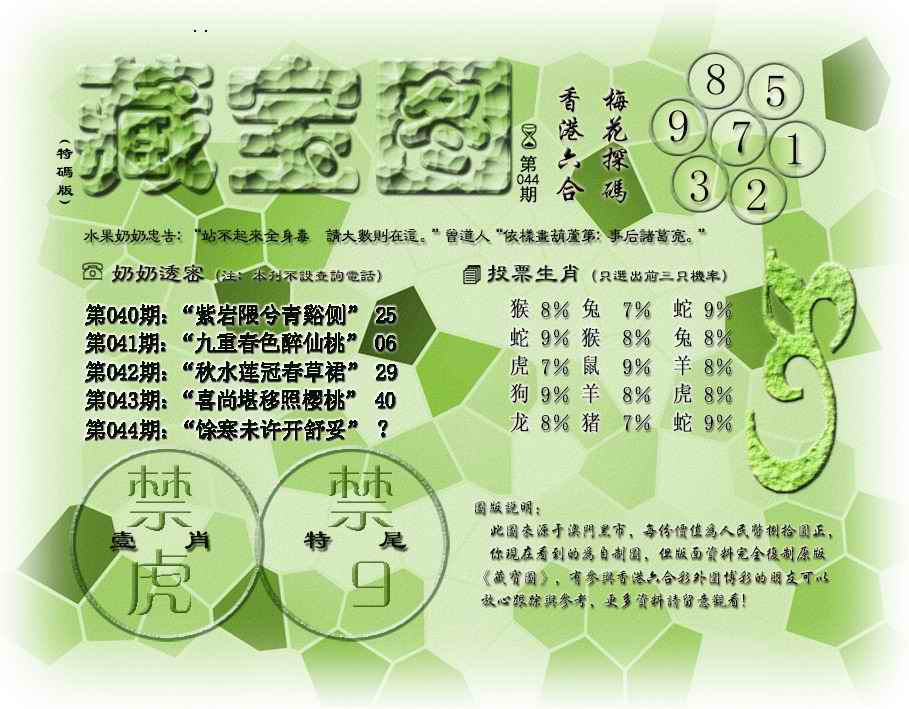 藏宝图
(特碼版)
第044期
香港六合
梅花探碼
8 5
9 7 1
3 2
水果奶奶忠告:“站不起來全身毒 請大數則在這。”曾道人“依樣畫葫蘆第:事后諸葛亮。”
奶奶透密(注:本刊不設查詢電話)
第040期:“紫岩隈兮青谿侧” 25
第041期:“九重春色醉仙桃” 06
第042期:“秋水莲冠春草裙” 29
第043期:“喜尚堪移照樱桃” 40
第044期:“馀寒未许开舒妥” ?
投票生肖(只選出前三只機率)
猴 8% 兔 7% 蛇 9%
蛇 9% 猴 8% 兔 8%
虎 7% 鼠 9% 羊 8%
狗 9% 羊 8% 虎 8%
龙 8% 猪 7% 蛇 9%
禁
壹肖
虎
禁
特尾
9
圖版說明:
此圖來源于澳門黑市,每份價值為人民幣捌拾圓正,
你現在看到的為自制圖,但版面資料完全復制原版
《藏寶圖》,有參與香港六合彩外圍博彩的朋友可以
放心跟踪與參考,更多資料請留意觀看!